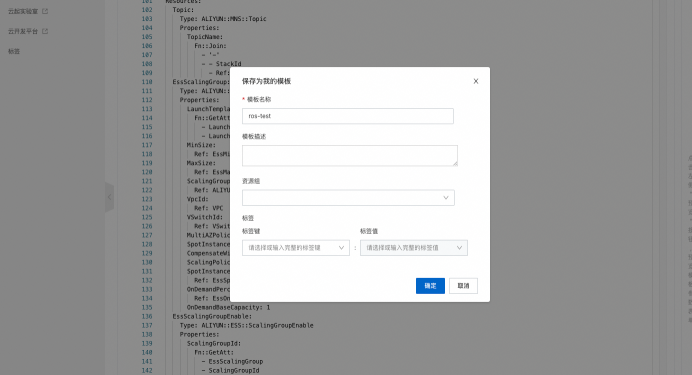 云起实验室
云开发平台
标签
101 Resources:
102 Topic:
103 Type: ALIYUN::MNS::Topic
104 Properties:
105 TopicName:
106 Fn::Join:
107 - '-'
108 - - StackId
109 - Ref:
110 EssScalingGroup:
111 Type: ALIYUN::
112 Properties:
113 LaunchTempla
114 Fn::GetAtt
115 - Launch
116 - Launch
117 MinSize:
118 Ref: EssMi
119 MaxSize:
120 Ref: EssMa
121 ScalingGroup
122 Ref: ALIYU
123 VpcId:
124 Ref: VPC
125 VSwitchId:
126 Ref: VSwit
127 MultiAZPolic
128 SpotInstance
129 CompensateWi
130 ScalingPolic
131 SpotInstance
132 Ref: EssSp
133 OnDemandPerc
134 Ref: EssOn
135 OnDemandBaseCapacity: 1
136 EssScalingGroupEnable:
137 Type: ALIYUN::ESS::ScalingGroupEnable
138 Properties:
139 ScalingGroupId:
140 Fn::GetAtt:
141 - EssScalingGroup
142 - ScalingGroupId
保存为我的模板
* 模板名称
ros-test
模板描述
资源组
标签
标签键 标签值
请选择或输入完整的标签键 : 请选择或输入完整的标签值
确定 取消